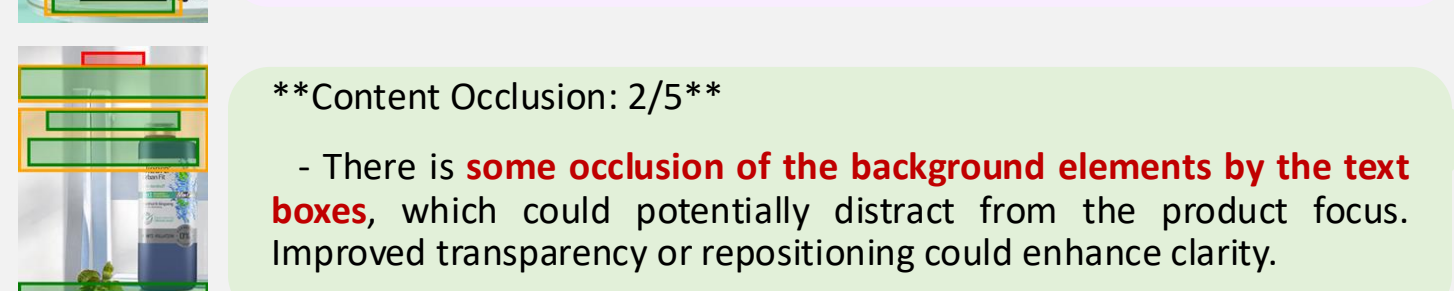 **Content Occlusion: 2/5**
- There is some occlusion of the background elements by the text
boxes, which could potentially distract from the product focus.
Improved transparency or repositioning could enhance clarity.